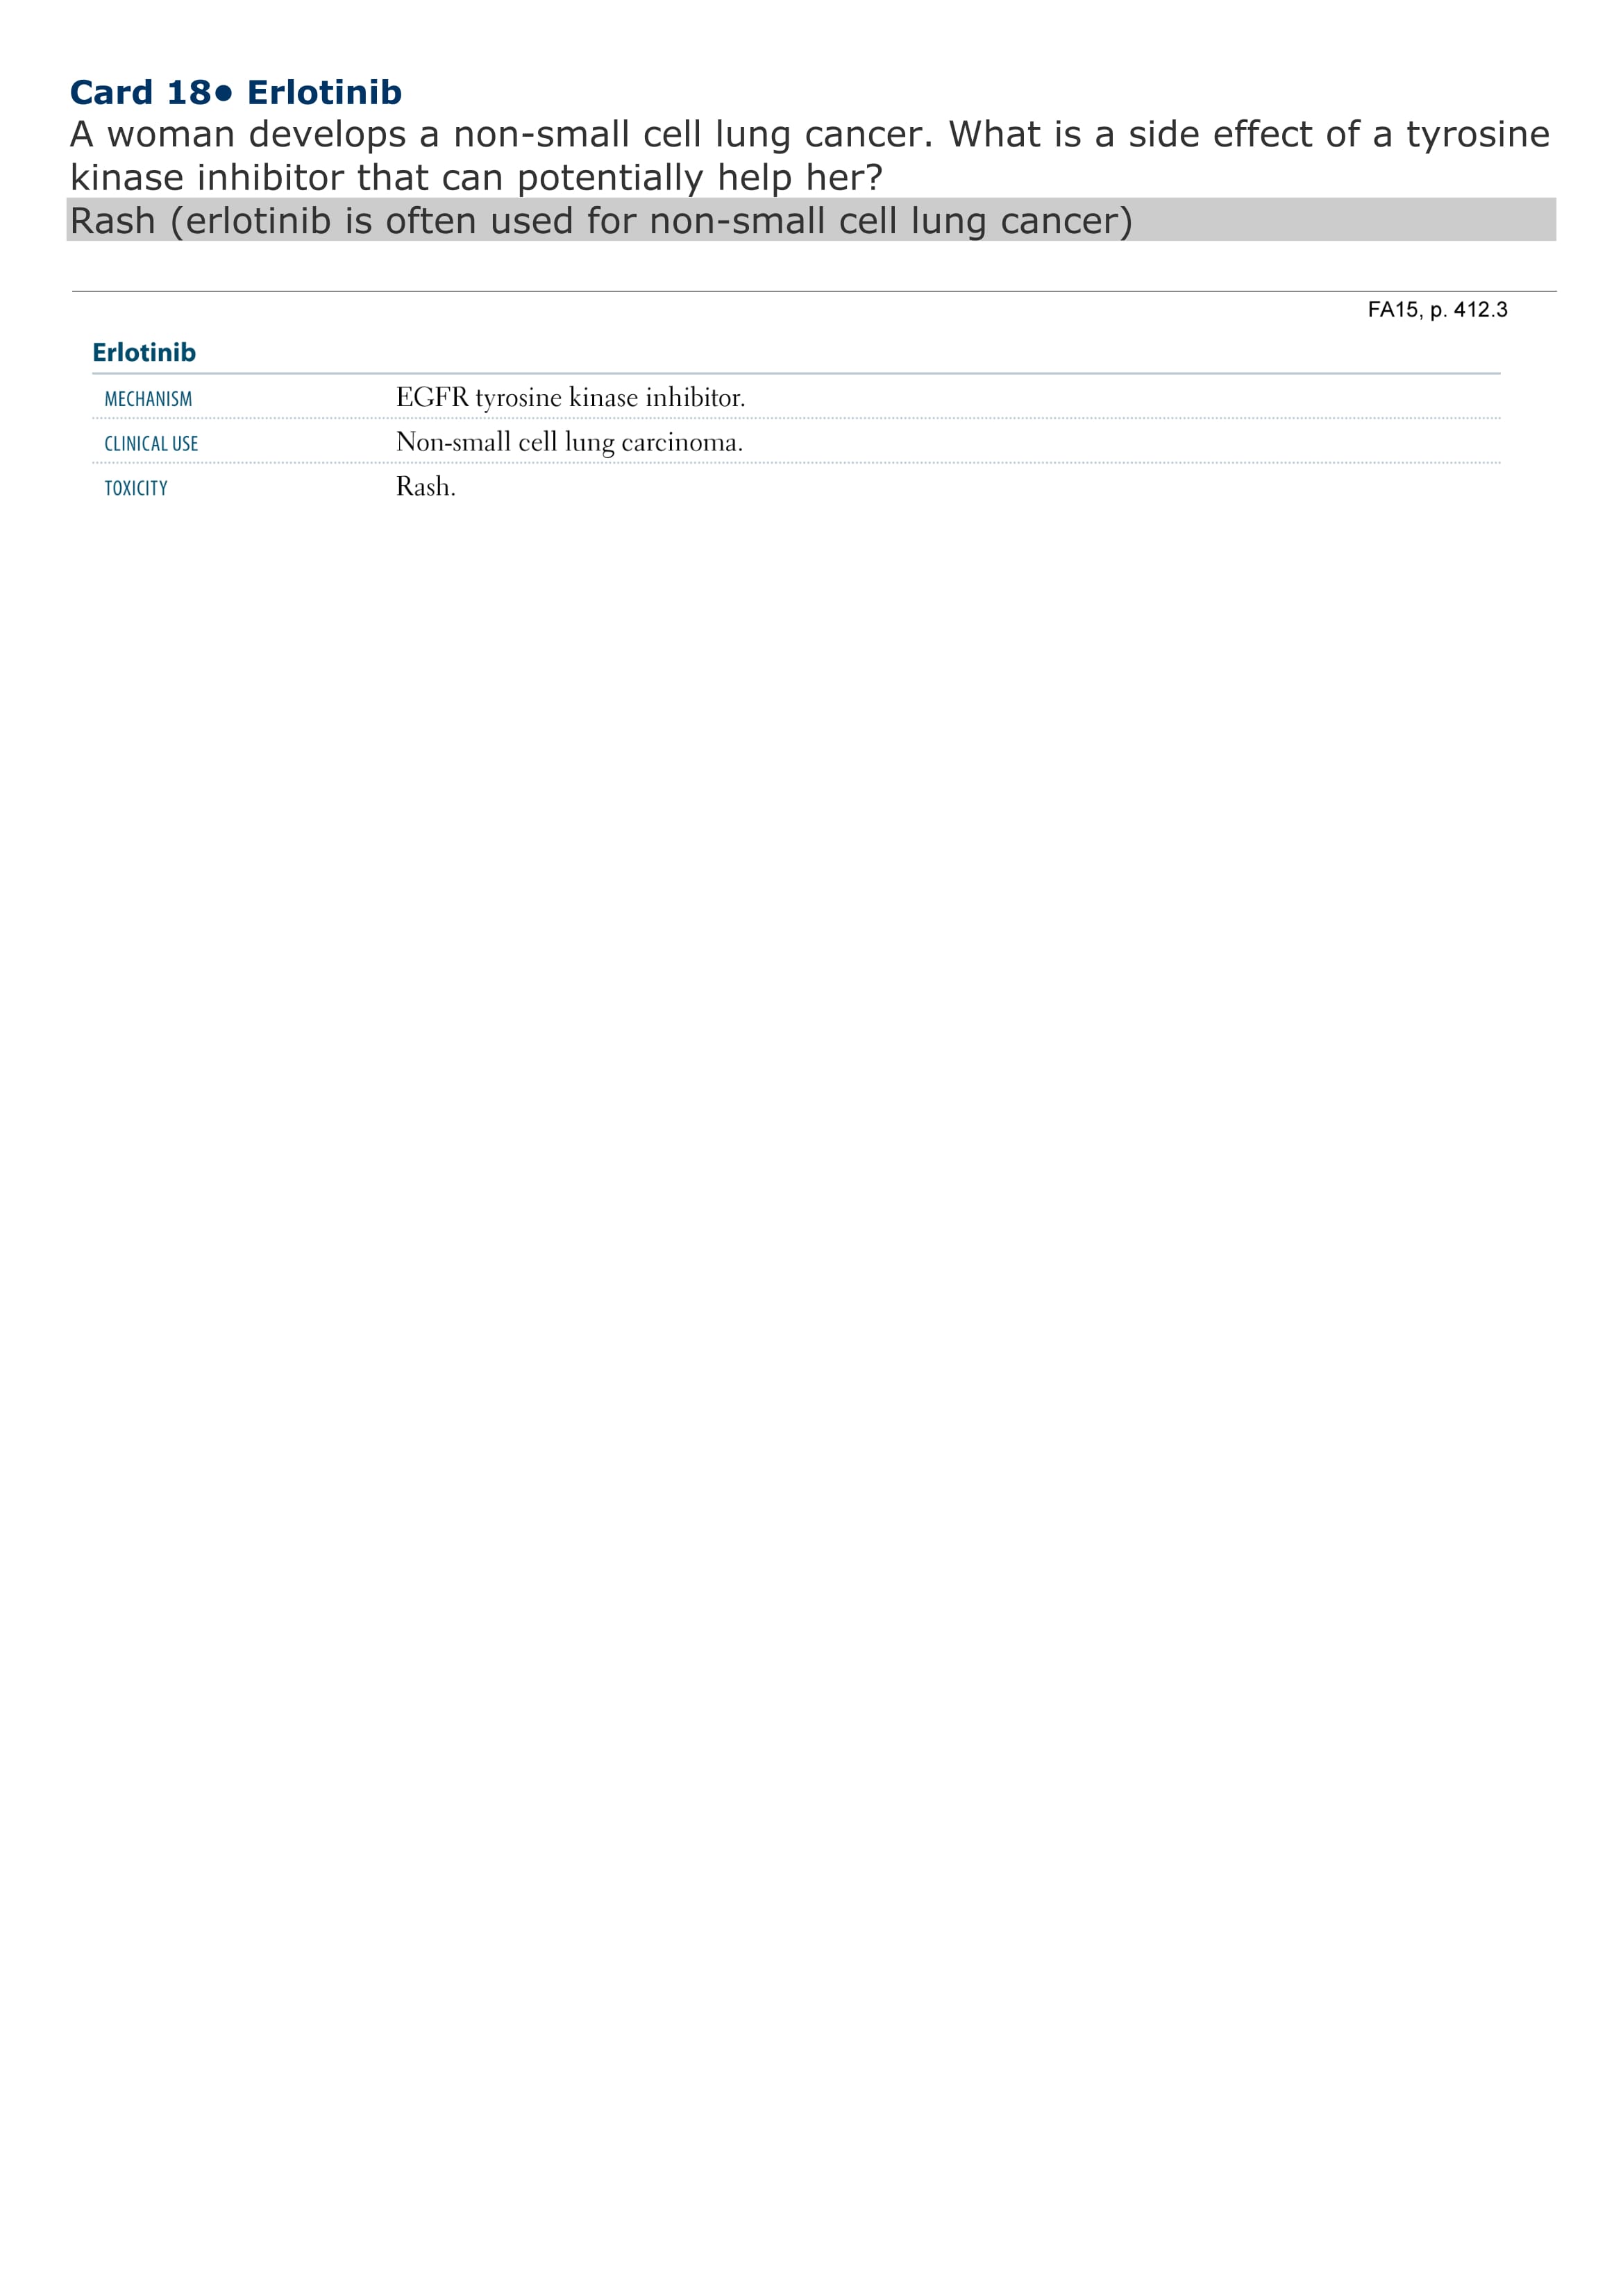 Card 18● Erlotinib
A woman develops a non-small cell lung cancer. What is a side effect of a tyrosine
kinase inhibitor that can potentially help her?
Rash (erlotinib is often used for non-small cell lung cancer)
FA15, p. 412.3
Erlotinib
MECHANISM EGFR tyrosine kinase inhibitor.
CLINICAL USE Non-small cell lung carcinoma.
TOXICITY Rash.